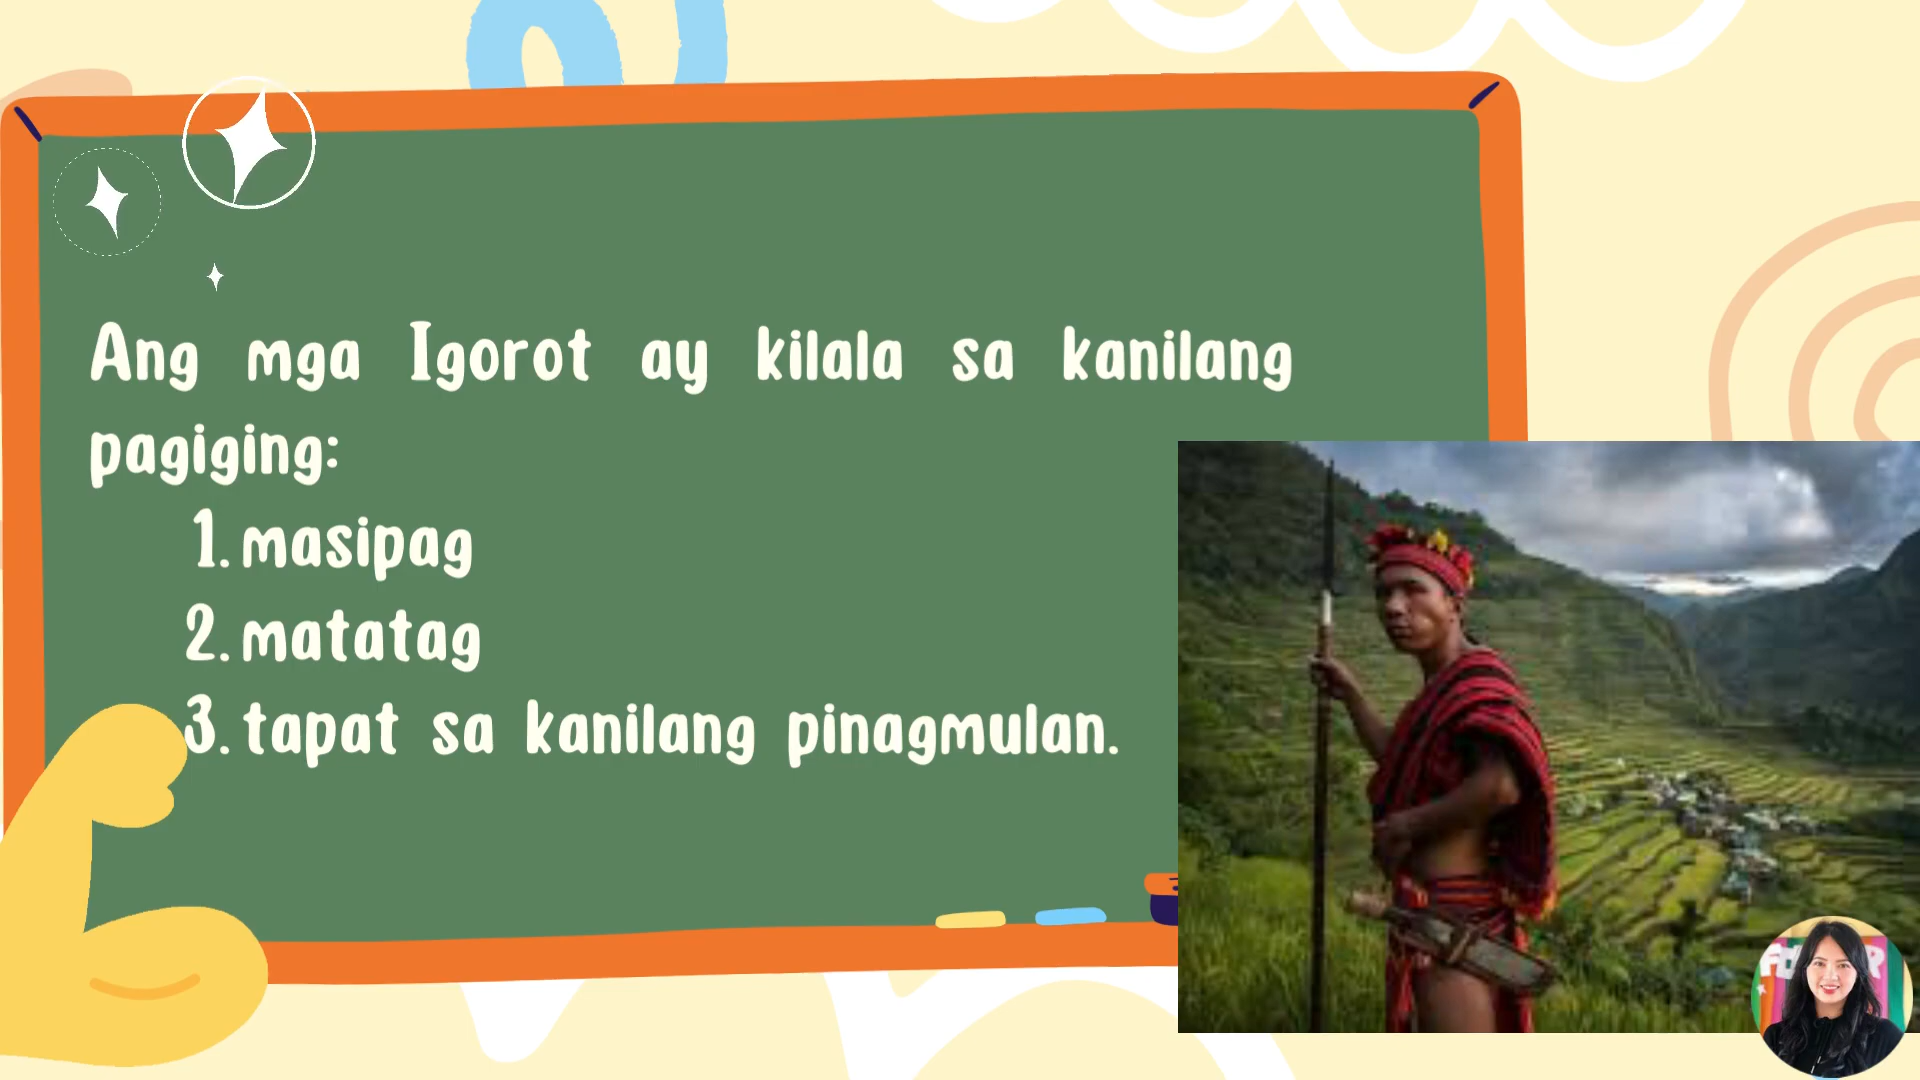 Ang mga Igorot ay kilala sa kanilang
pagiging:
1. masipag
2. matatag
3. tapat sa kanilang pinagmulan.